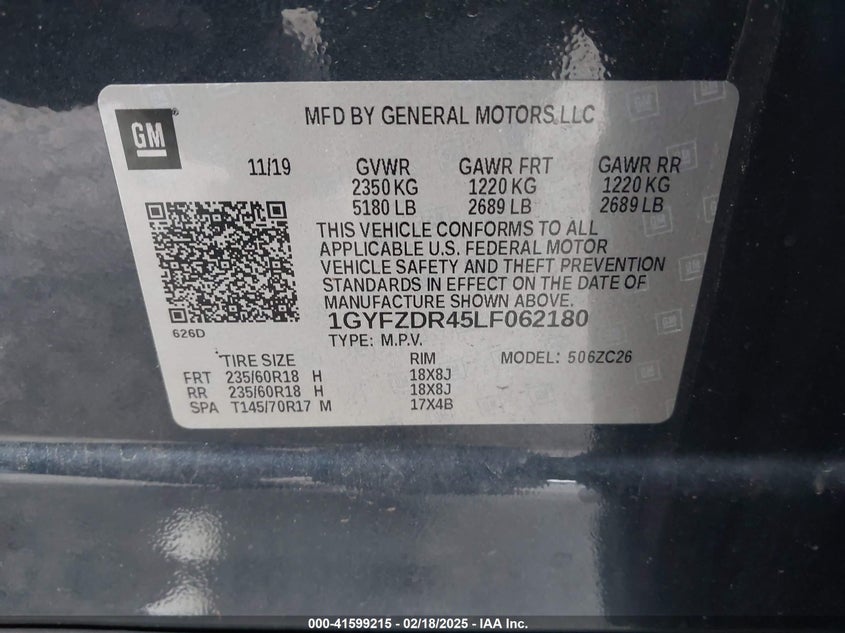 GM
MFD BY GENERAL MOTORS LLC
11/19 GVWR GAWR FRT GAWR RR
2350 KG 1220 KG 1220 KG
5180 LB 2689 LB 2689 LB
THIS VEHICLE CONFORMS TO ALL
APPLICABLE U.S. FEDERAL MOTOR
VEHICLE SAFETY AND THEFT PREVENTION
STANDARDS IN EFFECT ON THE DATE OF
MANUFACTURE SHOWN ABOVE.
1GYFZDR45LF062180
626D
TYPE: M.P.V. MODEL: 506ZC26
TIRE SIZE RIM
FRT 235/60R18 H 18X8J
RR 235/60R18 H 18X8J
SPA T145/70R17 M 17X4B
000-41599215 - 02/18/2025 - IAA Inc.